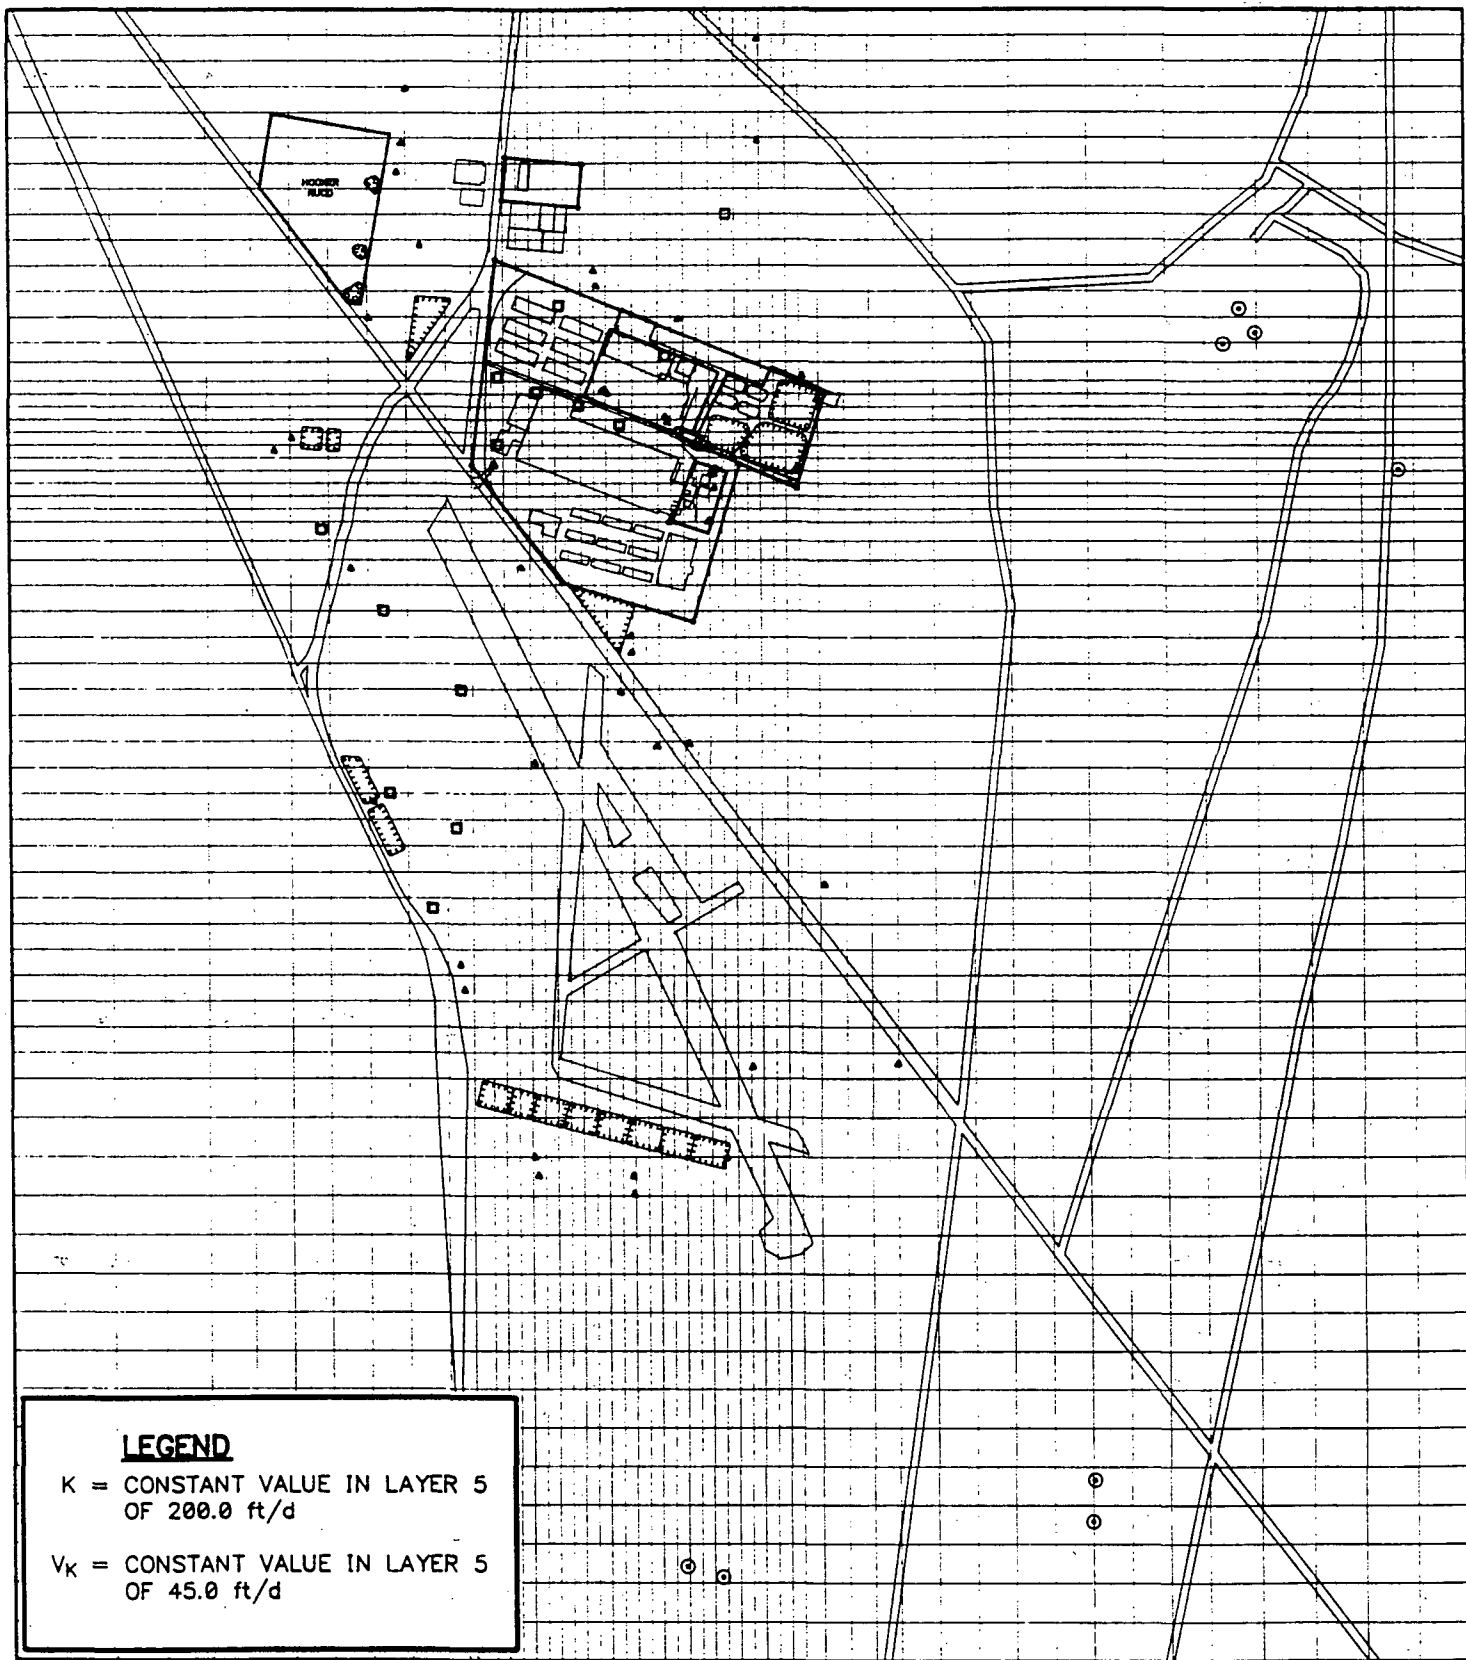 LEGEND
K = CONSTANT VALUE IN LAYER 5
OF 200.0 ft/d
VK = CONSTANT VALUE IN LAYER 5
OF 45.0 ft/d